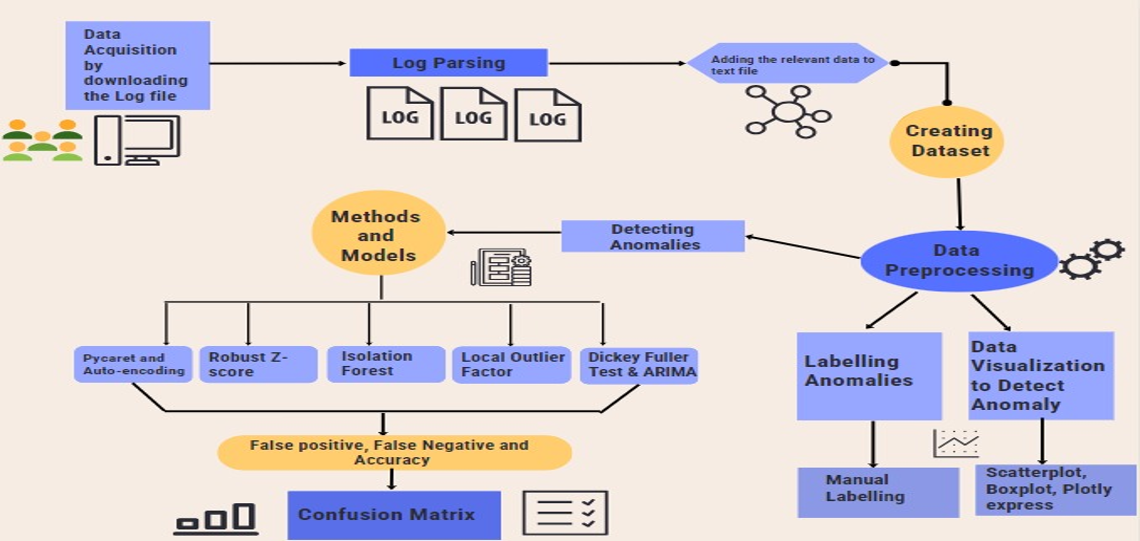 Data
Acquisition
by
downloading
the Log file
Log Parsing
Adding the relevant data to
text file
LOG
LOG
LOG
Creating
Dataset
Methods
and
Models
Detecting
Anomalies
Data
Preprocessing
Pycaret and
Auto-encoding
Robust Z-
score
Isolation
Forest
Local Outlier
Factor
Dickey Fuller
Test & ARIMA
Labelling
Anomalies
Data
Visualization
to Detect
Anomaly
False positive, False Negative and
Accuracy
Manual
Labelling
Scatterplot,
Boxplot, Plotly
express
Confusion Matrix